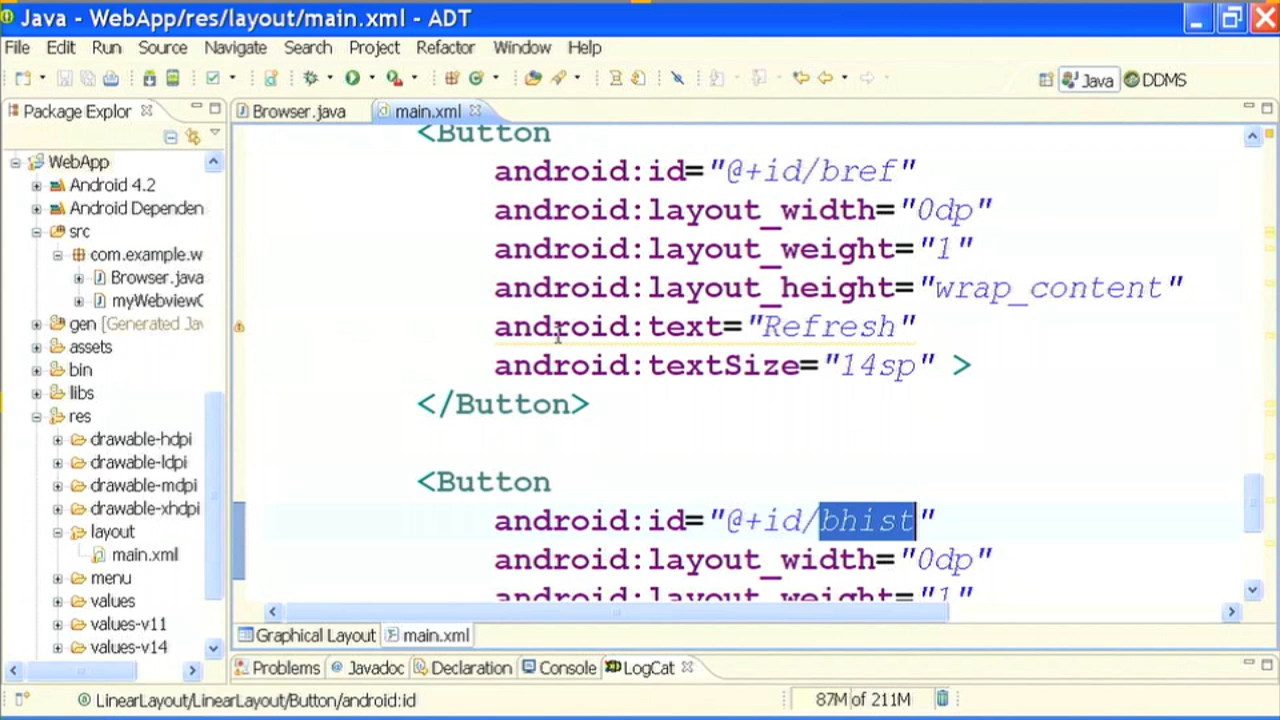 Java - WebApp/res/layout/main.xml - ADT
File Edit Run Source Navigate Search Project Refactor Window Help
Java DDMS
Package Explor
Browser.java main.xml
WebApp
Android 4.2
Android Dependen
src
com.example.w
Browser.java
myWebviewC
gen [Generated Jav
assets
bin
libs
res
drawable-hdpi
drawable-ldpi
drawable-mdpi
drawable-xhdpi
layout
main.xml
menu
values
values-v11
values-v14
<Button
android:id="@+id/bref"
android:layout_width="0dp"
android:layout_weight="1"
android:layout_height="wrap_content"
android:text="Refresh"
android:textSize="14sp" >
</Button>
<Button
android:id="@+id/bhist"
android:layout_width="0dp"
android:layout_weight="1"
Graphical Layout main.xml
Problems Javadoc Declaration Console LogCat
LinearLayout/LinearLayout/Button/android:id 87M of 211M